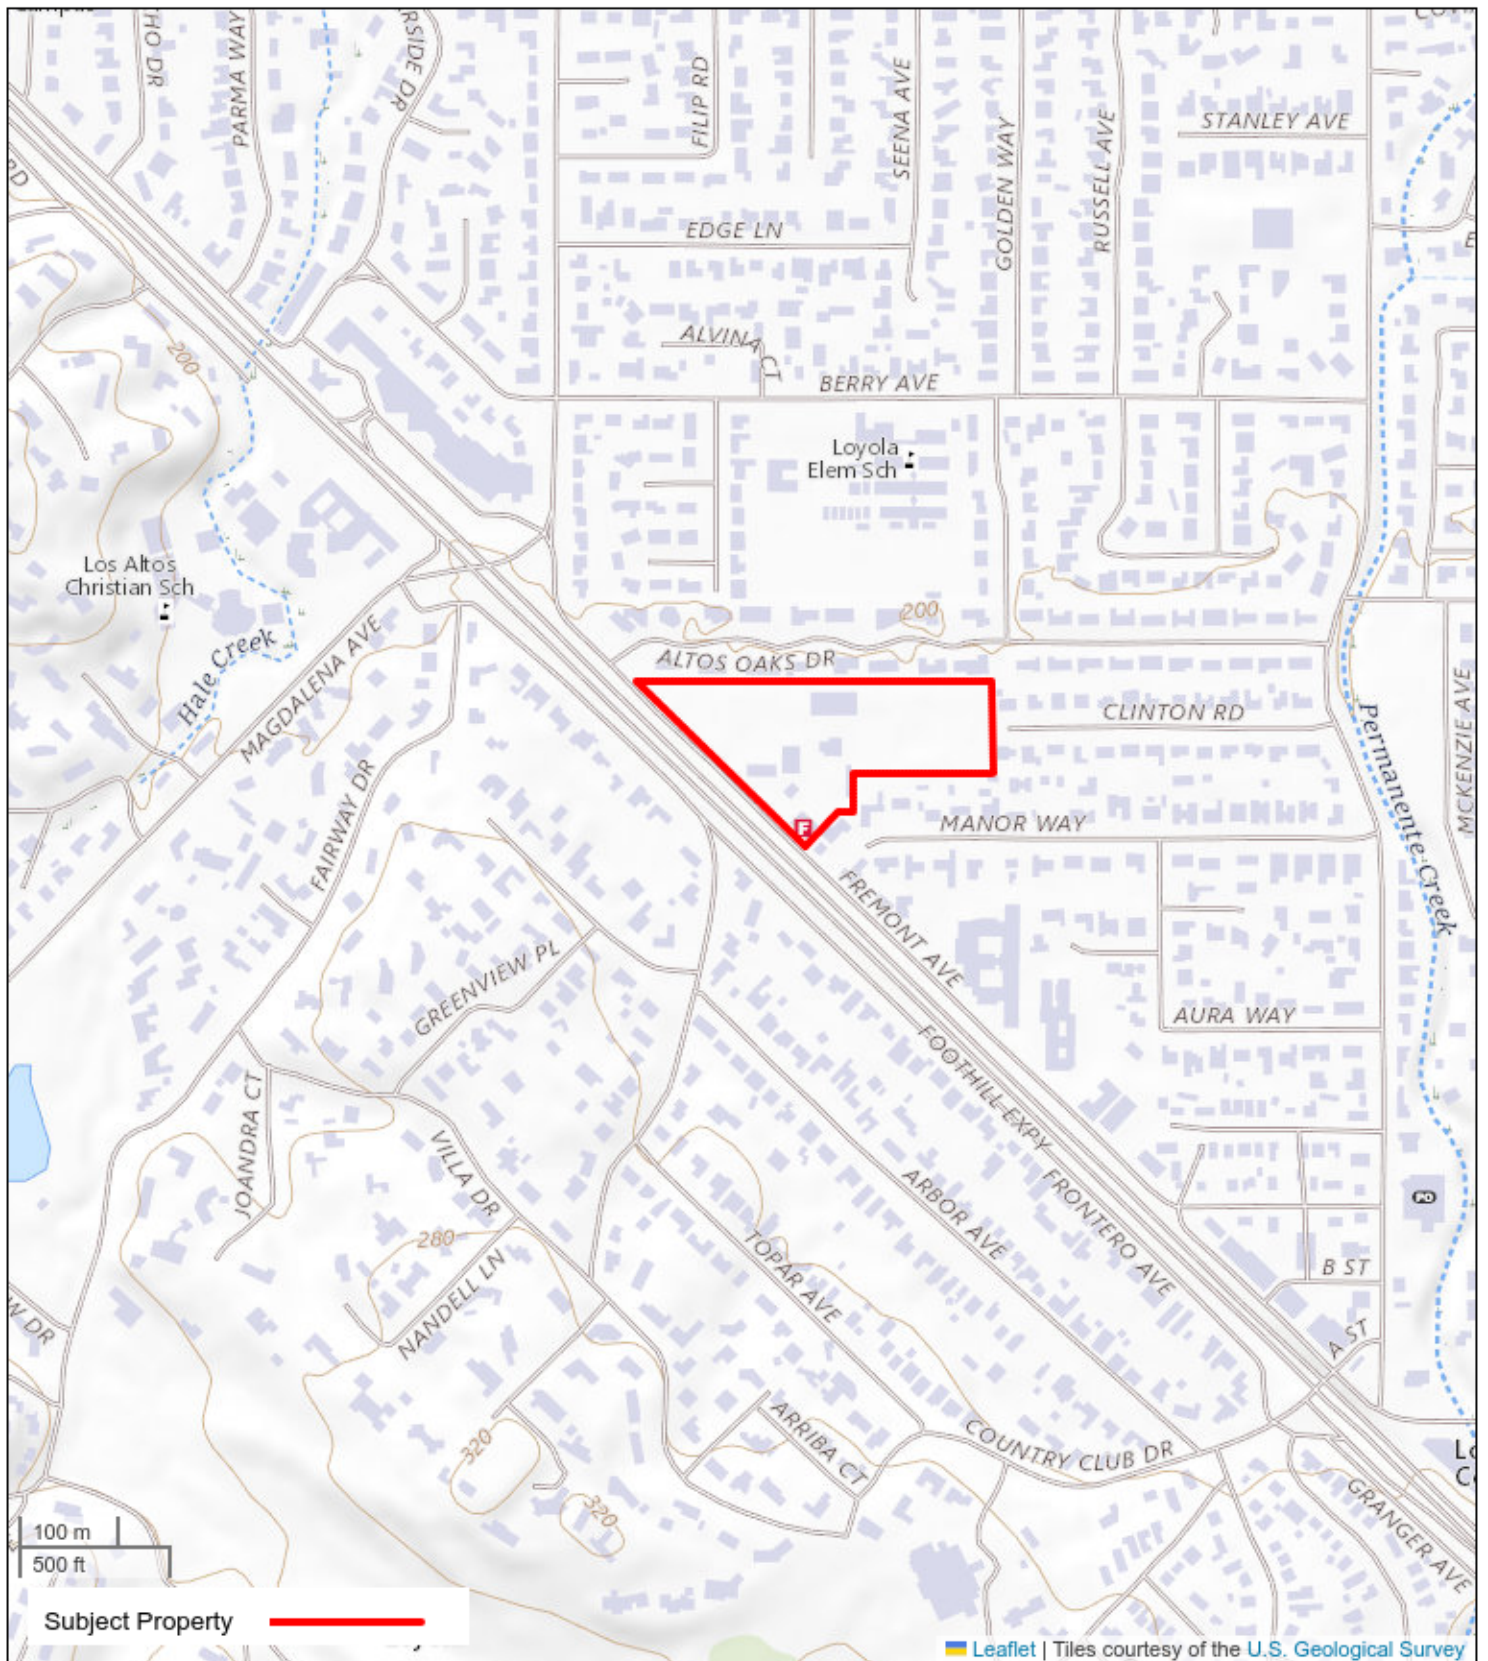 PARMA WAY
FILIP RD
SEENA AVE
GOLDEN WAY
RUSSELL AVE
STANLEY AVE
RD
EDGE LN
ALVINA CT
BERRY AVE
200
Loyola
Elem Sch
Los Altos
Christian Sch
Hale Creek
MAGDALENA AVE
200
ALTOS OAKS DR
CLINTON RD
Permanente Creek
MCKENZIE AVE
FAIRWAY DR
F
MANOR WAY
FREMONT AVE
GREENVIEW PL
AURA WAY
FOOTHILL EXPY
JOANDRA CT
VILLA DR
ARBOR AVE
FRONTERO AVE
PO
280
NANDELL LN
TOPAR AVE
B ST
A ST
W DR
320
ARRIBA CT
COUNTRY CLUB DR
320
GRANGER AVE
100 m
500 ft
Subject Property
Leaflet | Tiles courtesy of the U.S. Geological Survey